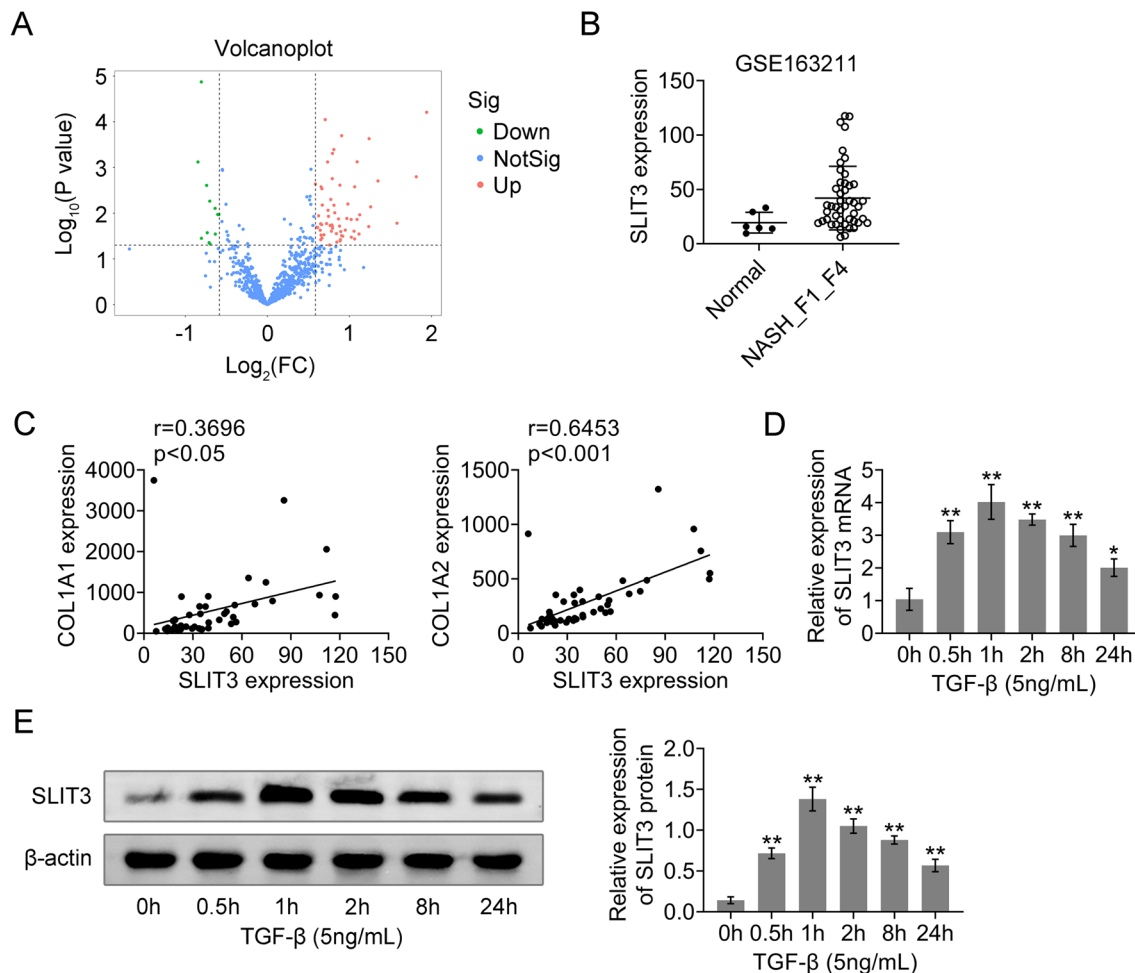 A
Volcanoplot
5
4
3
2
1
0
Log10(P value)
-1 0 1 2
Log2(FC)
Sig
Down
NotSig
Up
B
GSE163211
150
100
50
0
SLIT3 expression
Normal
NASH_F1_F4
C
r=0.3696
p<0.05
4000
3000
2000
1000
0
COL1A1 expression
0 30 60 90 120 150
SLIT3 expression
r=0.6453
p<0.001
1500
1000
500
0
COL1A2 expression
0 30 60 90 120 150
SLIT3 expression
D
Relative expression
of SLIT3 mRNA
5
4
3
2
1
0
** ** ** ** *
0h 0.5h 1h 2h 8h 24h
TGF-β (5ng/mL)
E
SLIT3
β-actin
0h 0.5h 1h 2h 8h 24h
TGF-β (5ng/mL)
Relative expression
of SLIT3 protein
2.0
1.5
1.0
0.5
0.0
** ** ** ** **
0h 0.5h 1h 2h 8h 24h
TGF-β (5ng/mL)